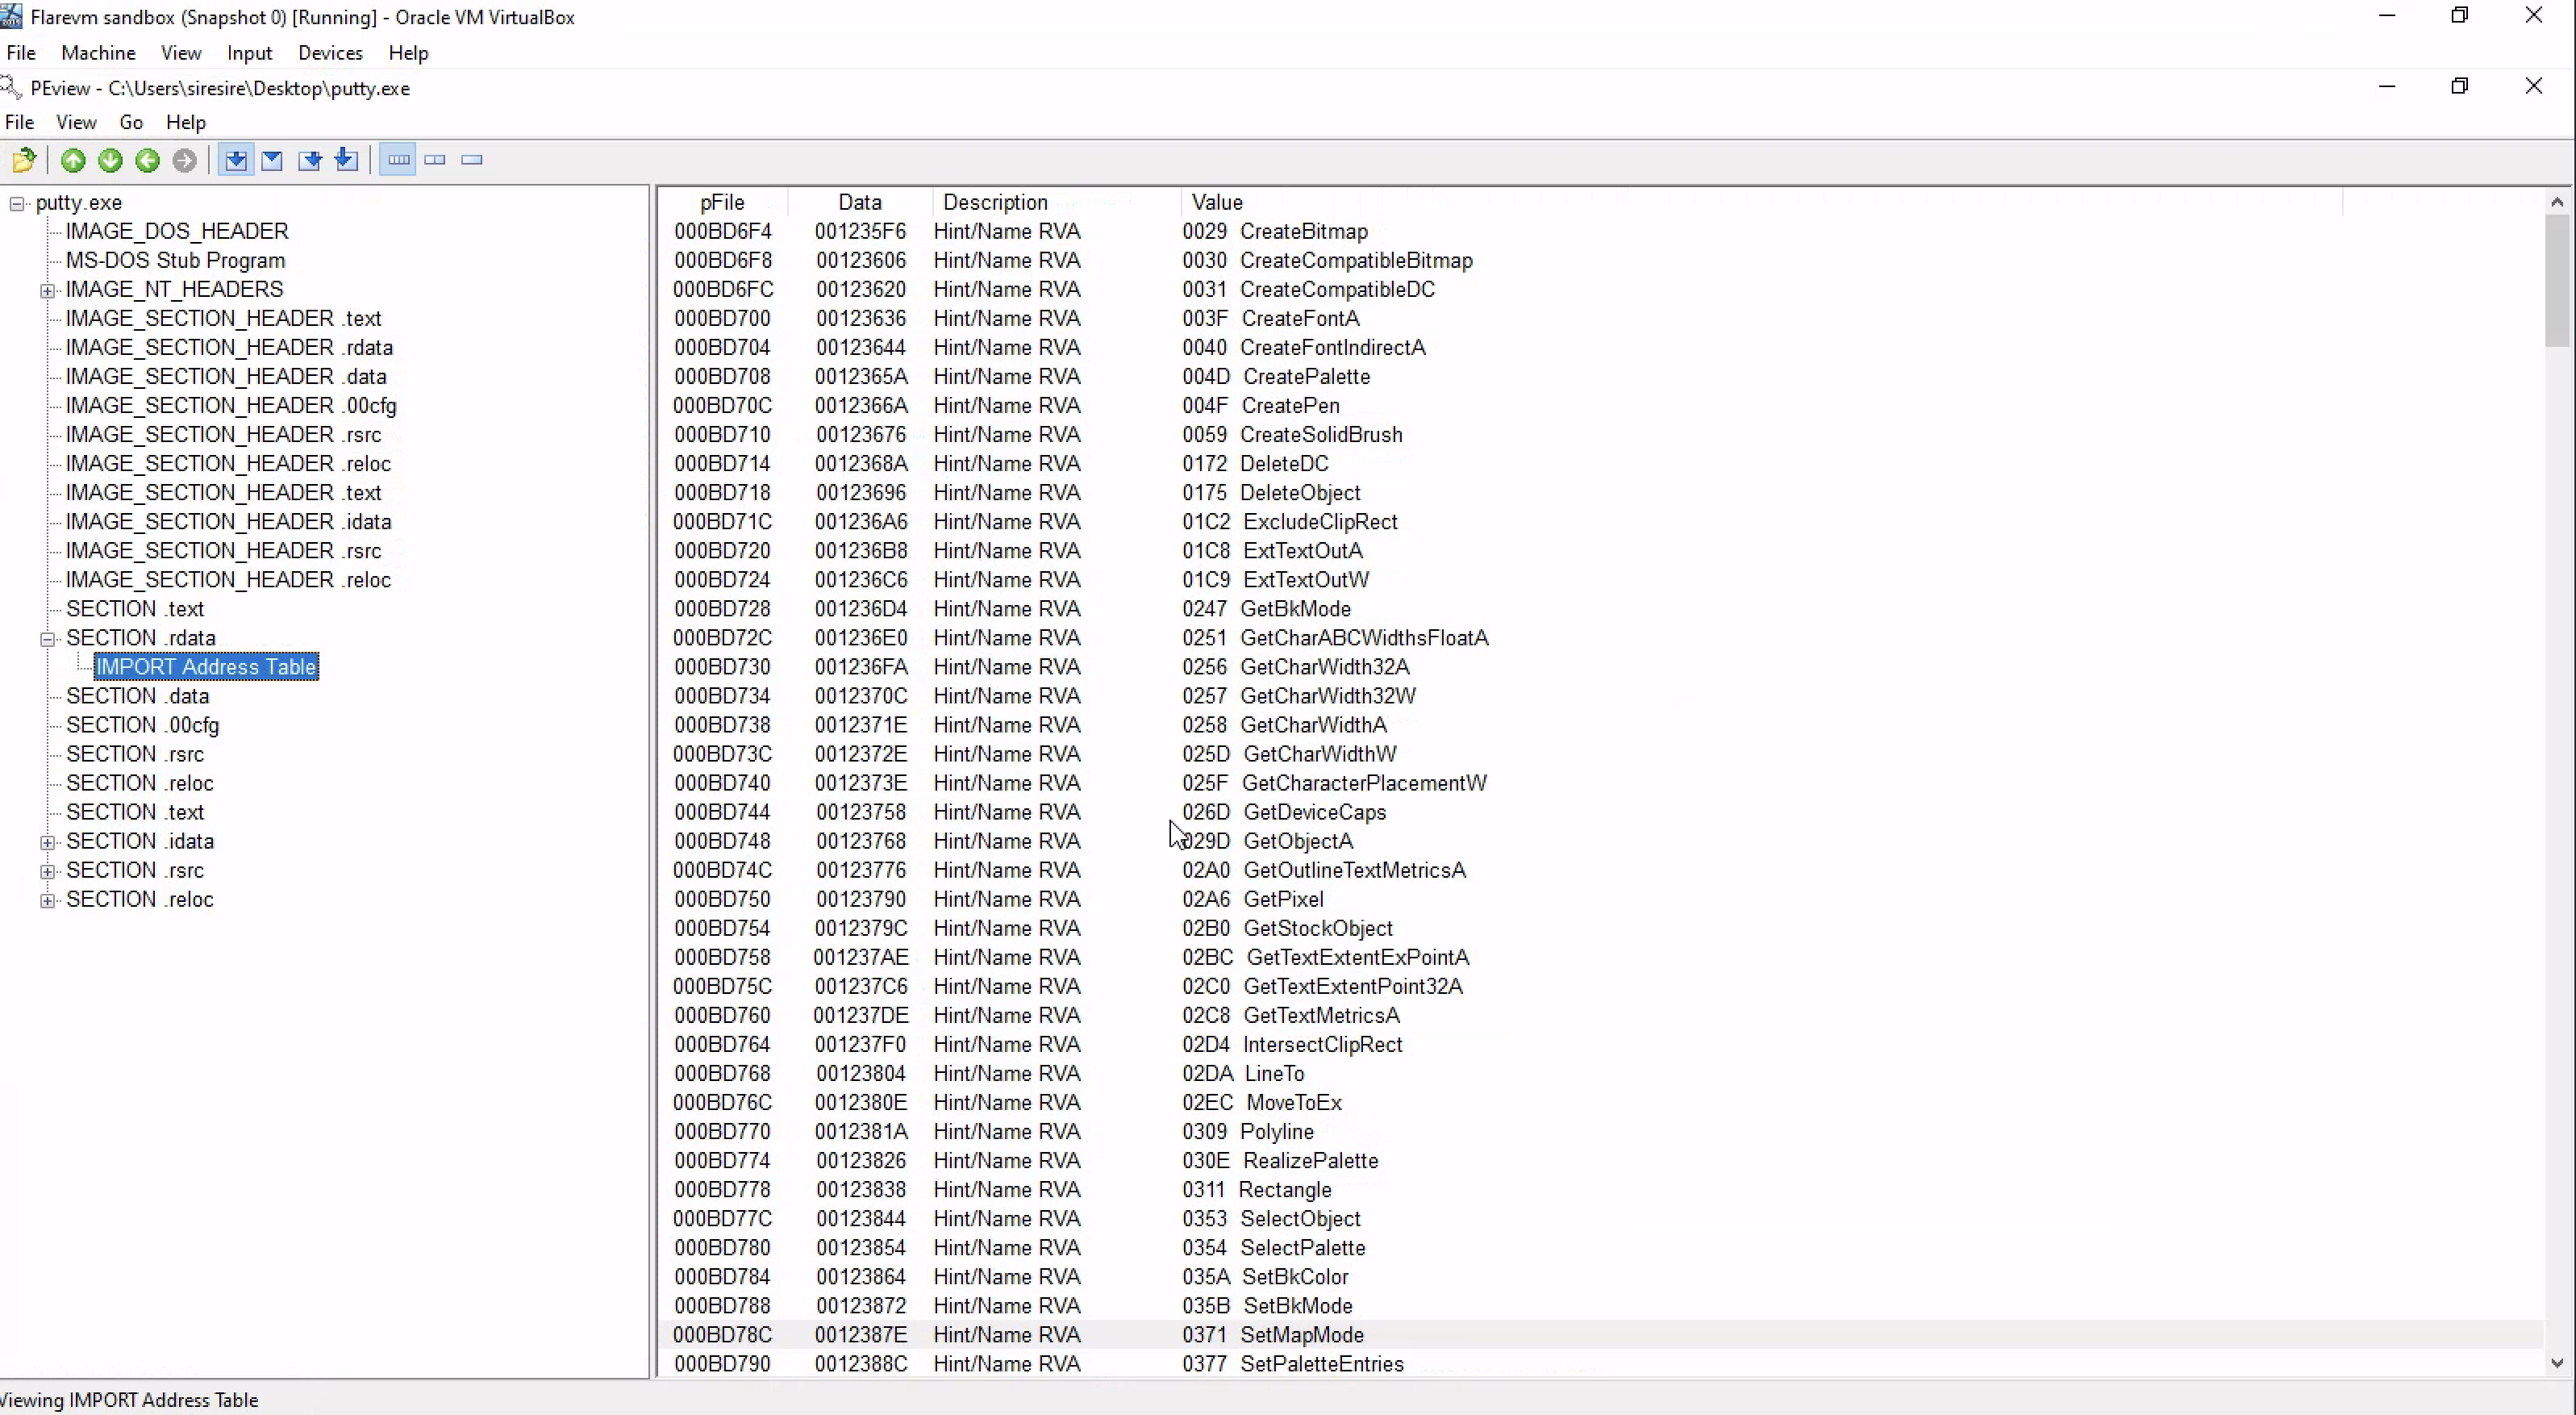 Flarevm sandbox (Snapshot 0) [Running] - Oracle VM VirtualBox
File Machine View Input Devices Help
PEview - C:\Users\siresire\Desktop\putty.exe
File View Go Help
putty.exe
IMAGE_DOS_HEADER
MS-DOS Stub Program
IMAGE_NT_HEADERS
IMAGE_SECTION_HEADER .text
IMAGE_SECTION_HEADER .rdata
IMAGE_SECTION_HEADER .data
IMAGE_SECTION_HEADER .00cfg
IMAGE_SECTION_HEADER .rsrc
IMAGE_SECTION_HEADER .reloc
IMAGE_SECTION_HEADER .text
IMAGE_SECTION_HEADER .idata
IMAGE_SECTION_HEADER .rsrc
IMAGE_SECTION_HEADER .reloc
SECTION .text
SECTION .rdata
IMPORT Address Table
SECTION .data
SECTION .00cfg
SECTION .rsrc
SECTION .reloc
SECTION .text
SECTION .idata
SECTION .rsrc
SECTION .reloc
pFile Data Description Value
000BD6F4 001235F6 Hint/Name RVA 0029 CreateBitmap
000BD6F8 00123606 Hint/Name RVA 0030 CreateCompatibleBitmap
000BD6FC 00123620 Hint/Name RVA 0031 CreateCompatibleDC
000BD700 00123636 Hint/Name RVA 003F CreateFontA
000BD704 00123644 Hint/Name RVA 0040 CreateFontIndirectA
000BD708 0012365A Hint/Name RVA 004D CreatePalette
000BD70C 0012366A Hint/Name RVA 004F CreatePen
000BD710 00123676 Hint/Name RVA 0059 CreateSolidBrush
000BD714 0012368A Hint/Name RVA 0172 DeleteDC
000BD718 00123696 Hint/Name RVA 0175 DeleteObject
000BD71C 001236A6 Hint/Name RVA 01C2 ExcludeClipRect
000BD720 001236B8 Hint/Name RVA 01C8 ExtTextOutA
000BD724 001236C6 Hint/Name RVA 01C9 ExtTextOutW
000BD728 001236D4 Hint/Name RVA 0247 GetBkMode
000BD72C 001236E0 Hint/Name RVA 0251 GetCharABCWidthsFloatA
000BD730 001236FA Hint/Name RVA 0256 GetCharWidth32A
000BD734 0012370C Hint/Name RVA 0257 GetCharWidth32W
000BD738 0012371E Hint/Name RVA 0258 GetCharWidthA
000BD73C 0012372E Hint/Name RVA 025D GetCharWidthW
000BD740 0012373E Hint/Name RVA 025F GetCharacterPlacementW
000BD744 00123758 Hint/Name RVA 026D GetDeviceCaps
000BD748 00123768 Hint/Name RVA 029D GetObjectA
000BD74C 00123776 Hint/Name RVA 02A0 GetOutlineTextMetricsA
000BD750 00123790 Hint/Name RVA 02A6 GetPixel
000BD754 0012379C Hint/Name RVA 02B0 GetStockObject
000BD758 001237AE Hint/Name RVA 02BC GetTextExtentExPointA
000BD75C 001237C6 Hint/Name RVA 02C0 GetTextExtentPoint32A
000BD760 001237DE Hint/Name RVA 02C8 GetTextMetricsA
000BD764 001237F0 Hint/Name RVA 02D4 IntersectClipRect
000BD768 00123804 Hint/Name RVA 02DA LineTo
000BD76C 0012380E Hint/Name RVA 02EC MoveToEx
000BD770 0012381A Hint/Name RVA 0309 Polyline
000BD774 00123826 Hint/Name RVA 030E RealizePalette
000BD778 00123838 Hint/Name RVA 0311 Rectangle
000BD77C 00123844 Hint/Name RVA 0353 SelectObject
000BD780 00123854 Hint/Name RVA 0354 SelectPalette
000BD784 00123864 Hint/Name RVA 035A SetBkColor
000BD788 00123872 Hint/Name RVA 035B SetBkMode
000BD78C 0012387E Hint/Name RVA 0371 SetMapMode
000BD790 0012388C Hint/Name RVA 0377 SetPaletteEntries
Viewing IMPORT Address Table